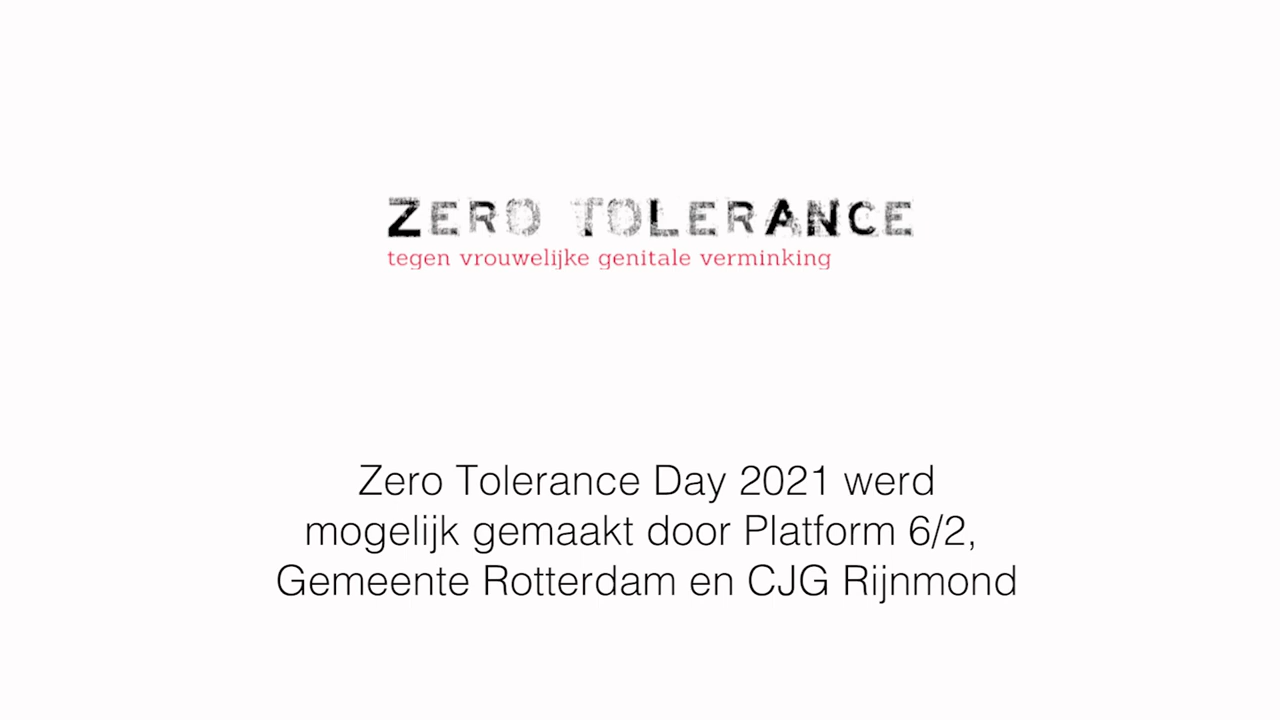 ZERO TOLERANCE
tegen vrouwelijke genitale verminking
Zero Tolerance Day 2021 werd
mogelijk gemaakt door Platform 6/2,
Gemeente Rotterdam en CJG Rijnmond